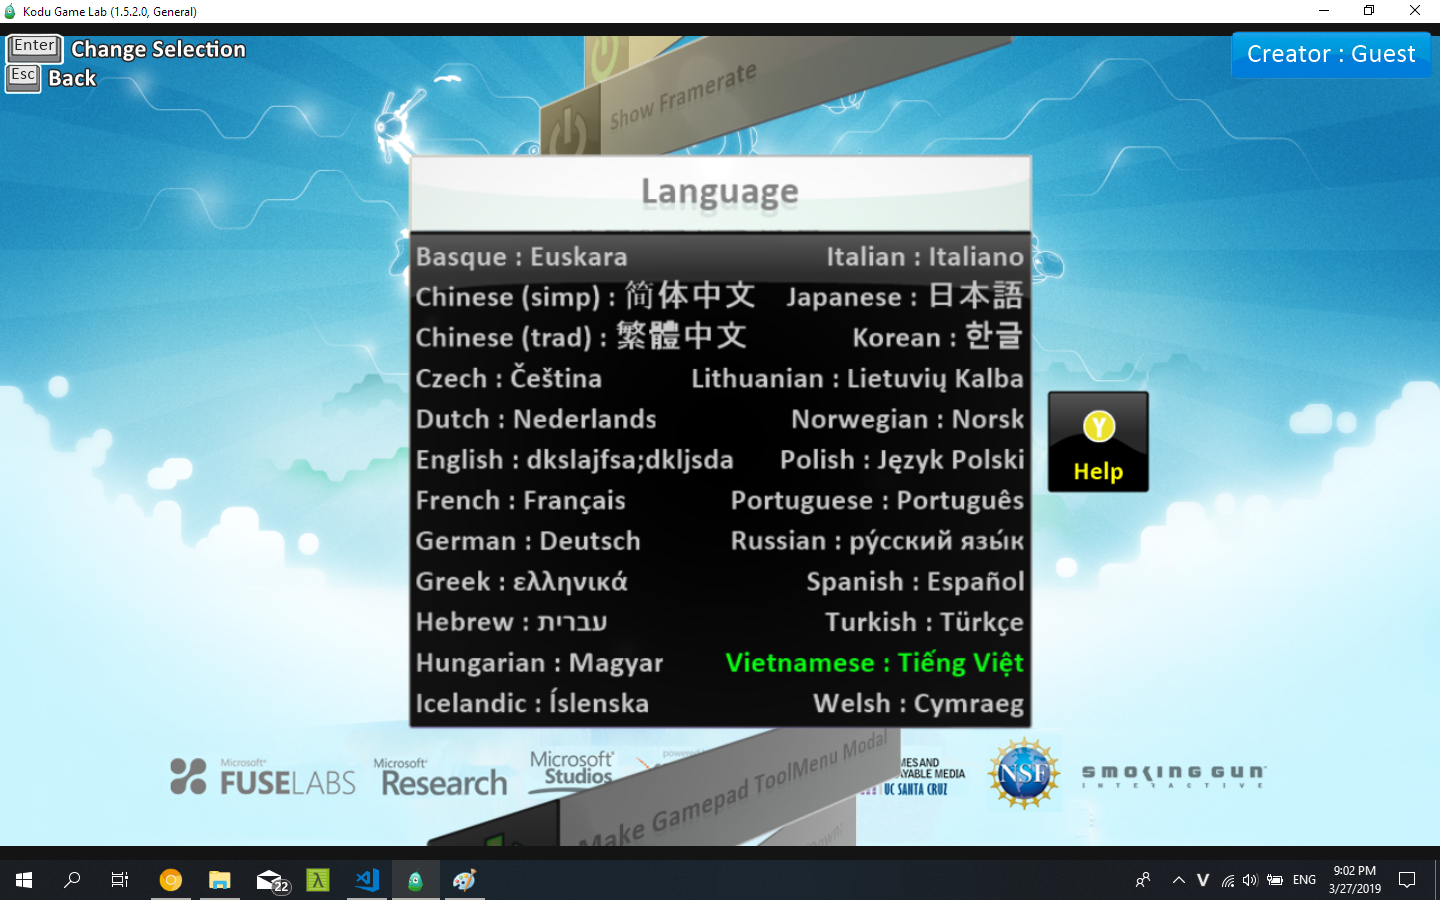 Kodu Game Lab (1.5.2.0, General)
Enter Change Selection
Esc Back
Creator : Guest
Show Framerate
Language
Basque : Euskara
Italian : Italiano
Chinese (simp) : 简体中文
Japanese : 日本語
Chinese (trad) : 繁體中文
Korean : 한글
Czech : Čeština
Lithuanian : Lietuvių Kalba
Dutch : Nederlands
Norwegian : Norsk
English : dkslajfsa;dkljsda
Polish : Język Polski
French : Français
Portuguese : Português
German : Deutsch
Russian : ру́сский язы́к
Greek : ελληνικά
Spanish : Español
Hebrew : עברית
Turkish : Türkçe
Hungarian : Magyar
Vietnamese : Tiếng Việt
Icelandic : Íslenska
Welsh : Cymraeg
Y
Help
Microsoft
FUSELABS
Microsoft
Research
Microsoft
Studios
powered
Make Gamepad ToolMenu Modal
MES AND
AYABLE MEDIA
UC SANTA CRUZ
NSF
SMOKING GUN
INTERACTIVE
22
V
ENG
9:02 PM
3/27/2019